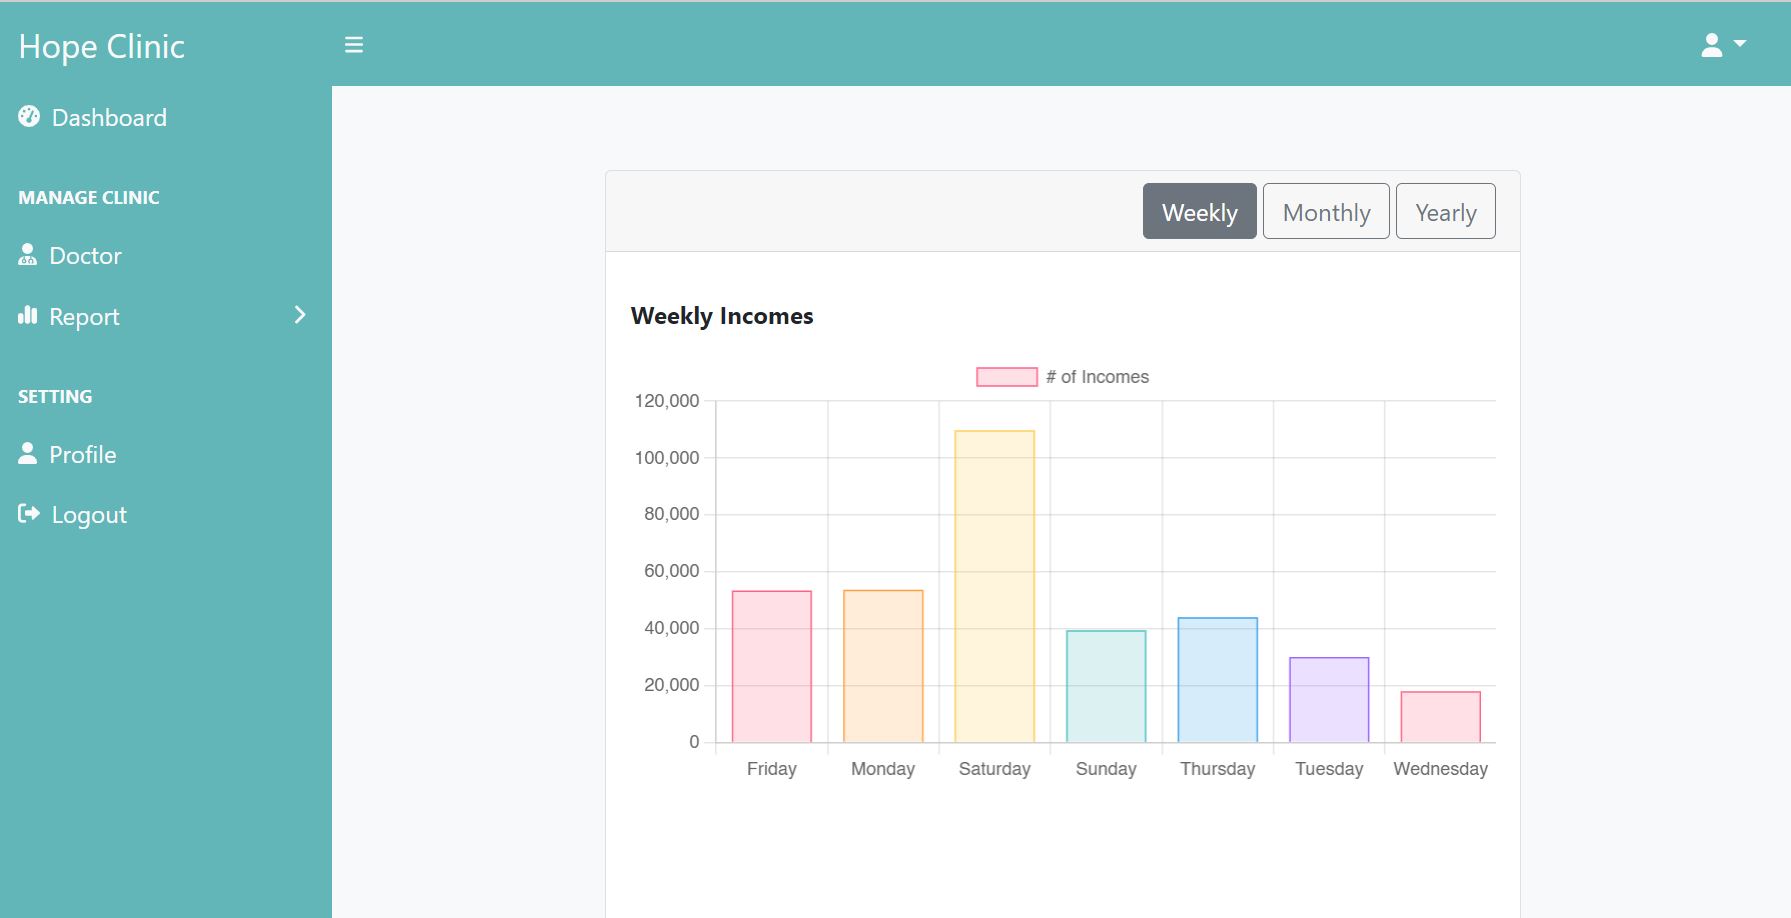 Hope Clinic
Dashboard
MANAGE CLINIC
Doctor
Report
SETTING
Profile
Logout
Weekly Monthly Yearly
Weekly Incomes
# of Incomes
120,000
100,000
80,000
60,000
40,000
20,000
0
Friday Monday Saturday Sunday Thursday Tuesday Wednesday